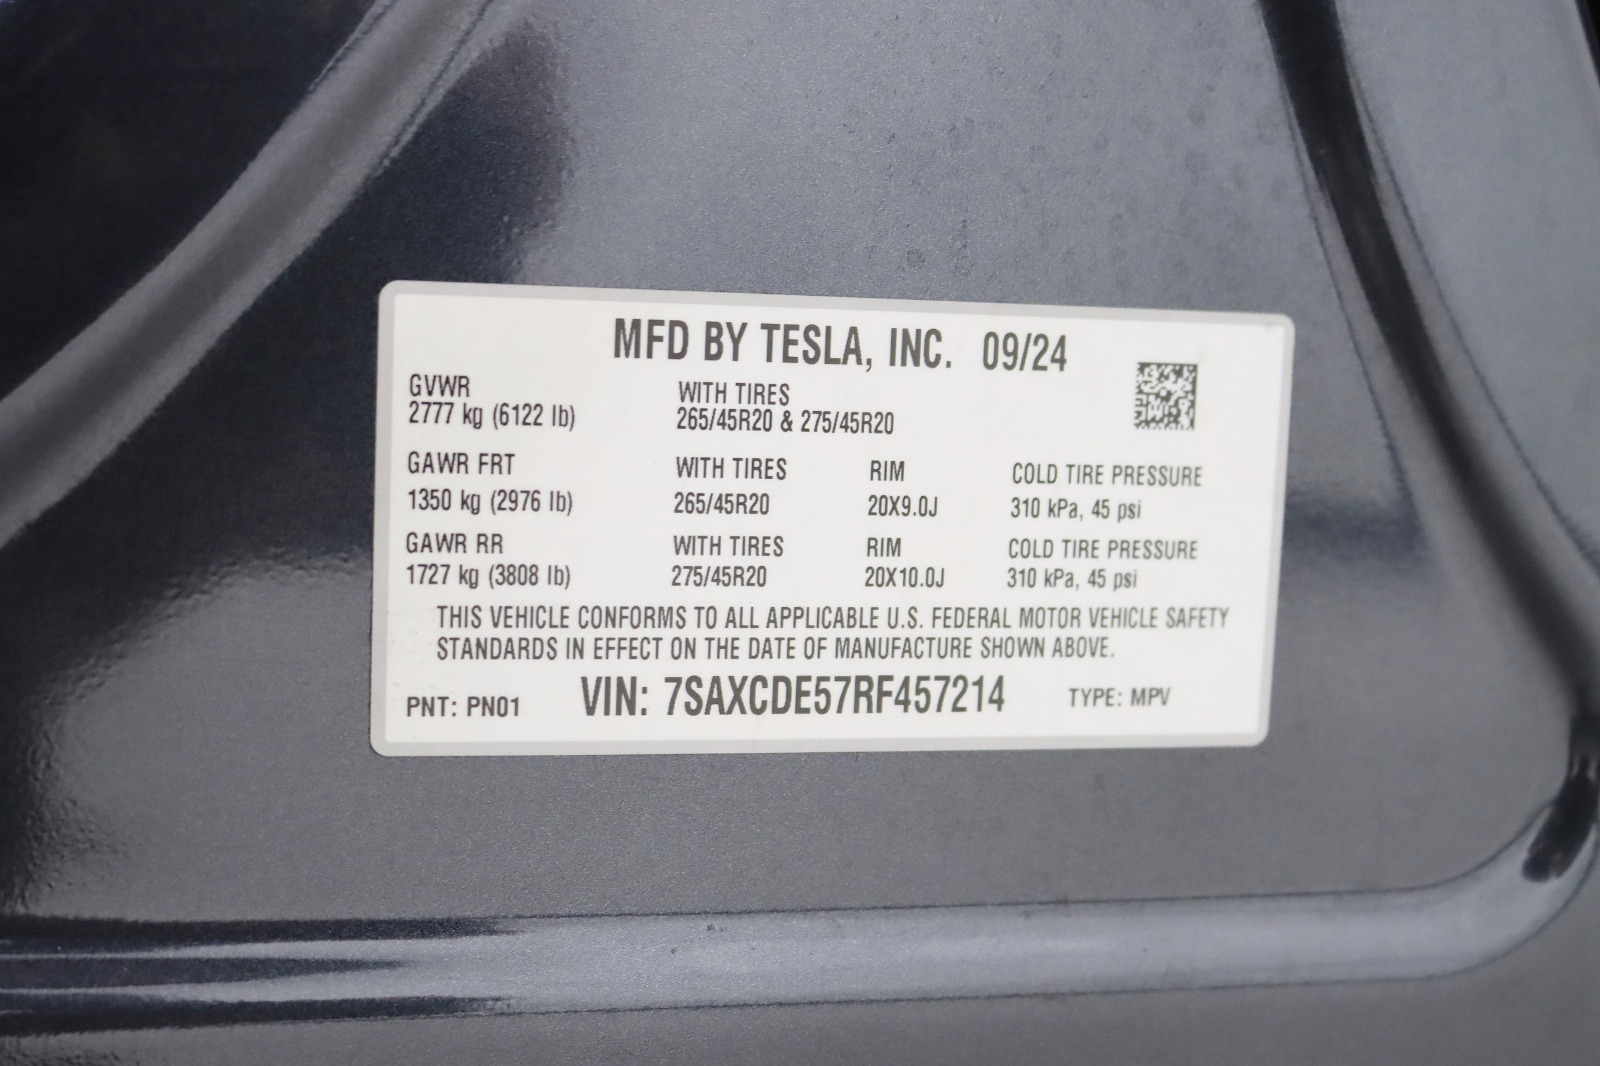 MFD BY TESLA, INC. 09/24
GVWR WITH TIRES
2777 kg (6122 lb) 265/45R20 & 275/45R20
GAWR FRT WITH TIRES RIM COLD TIRE PRESSURE
1350 kg (2976 lb) 265/45R20 20X9.0J 310 kPa, 45 psi
GAWR RR WITH TIRES RIM COLD TIRE PRESSURE
1727 kg (3808 lb) 275/45R20 20X10.0J 310 kPa, 45 psi
THIS VEHICLE CONFORMS TO ALL APPLICABLE U.S. FEDERAL MOTOR VEHICLE SAFETY
STANDARDS IN EFFECT ON THE DATE OF MANUFACTURE SHOWN ABOVE.
PNT: PN01 VIN: 7SAXCDE57RF457214 TYPE: MPV